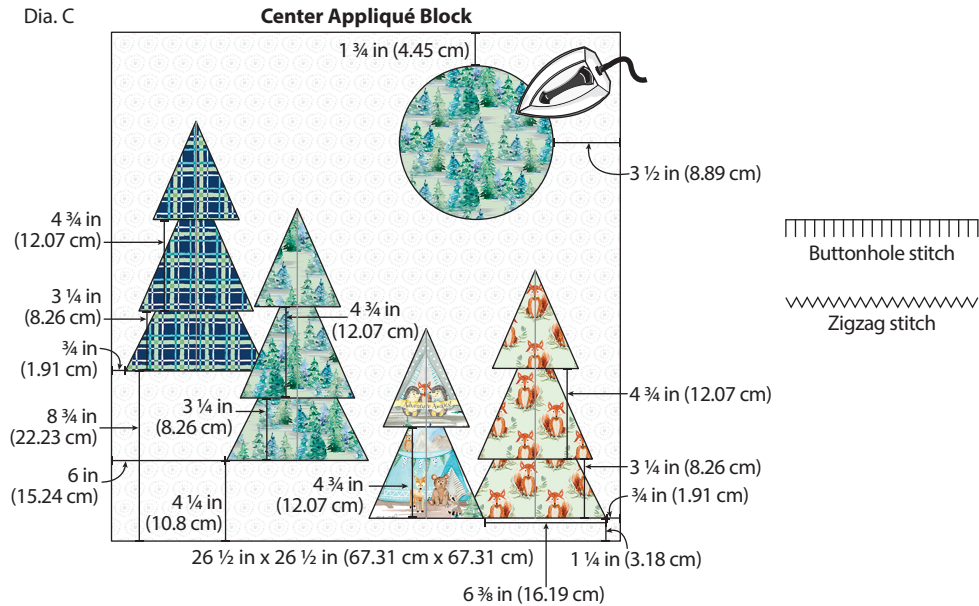 Dia. C
Center Appliqué Block
1 ¾ in (4.45 cm)
3 ½ in (8.89 cm)
4 ¾ in
(12.07 cm)
3 ¼ in
(8.26 cm)
¾ in
(1.91 cm)
8 ¾ in
(22.23 cm)
6 in
(15.24 cm)
4 ¾ in
(12.07 cm)
3 ¼ in
(8.26 cm)
4 ¼ in
(10.8 cm)
4 ¾ in
(12.07 cm)
4 ¾ in (12.07 cm)
3 ¼ in (8.26 cm)
¾ in (1.91 cm)
1 ¼ in (3.18 cm)
26 ½ in x 26 ½ in (67.31 cm x 67.31 cm)
6 ⅜ in (16.19 cm)
Buttonhole stitch
Zigzag stitch